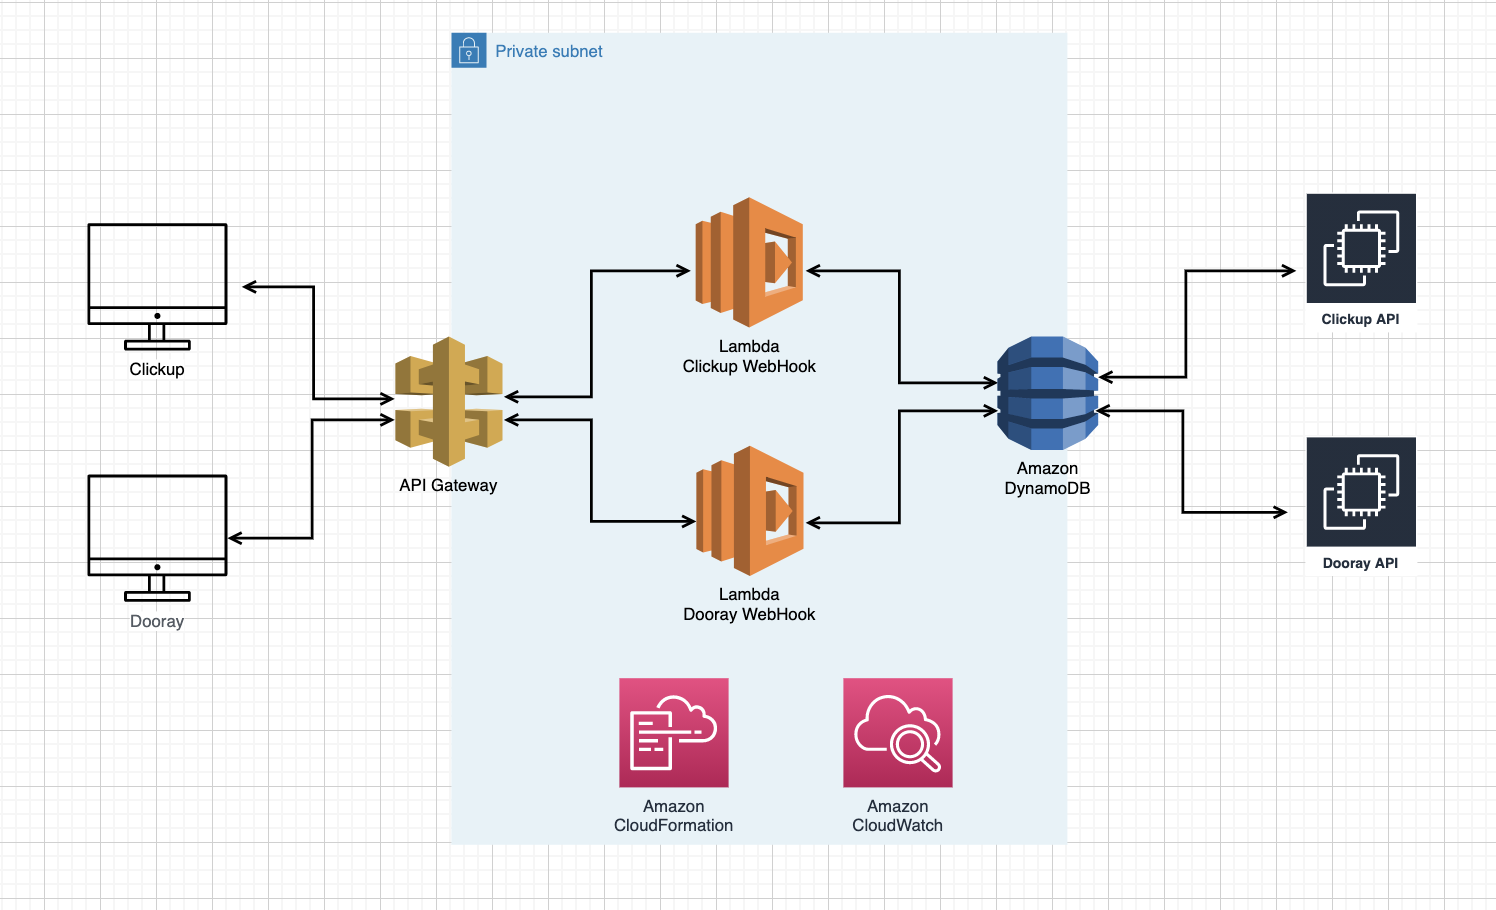 Private subnet
Clickup
Dooray
API Gateway
Lambda
Clickup WebHook
Lambda
Dooray WebHook
Amazon
DynamoDB
Clickup API
Dooray API
Amazon
CloudFormation
Amazon
CloudWatch